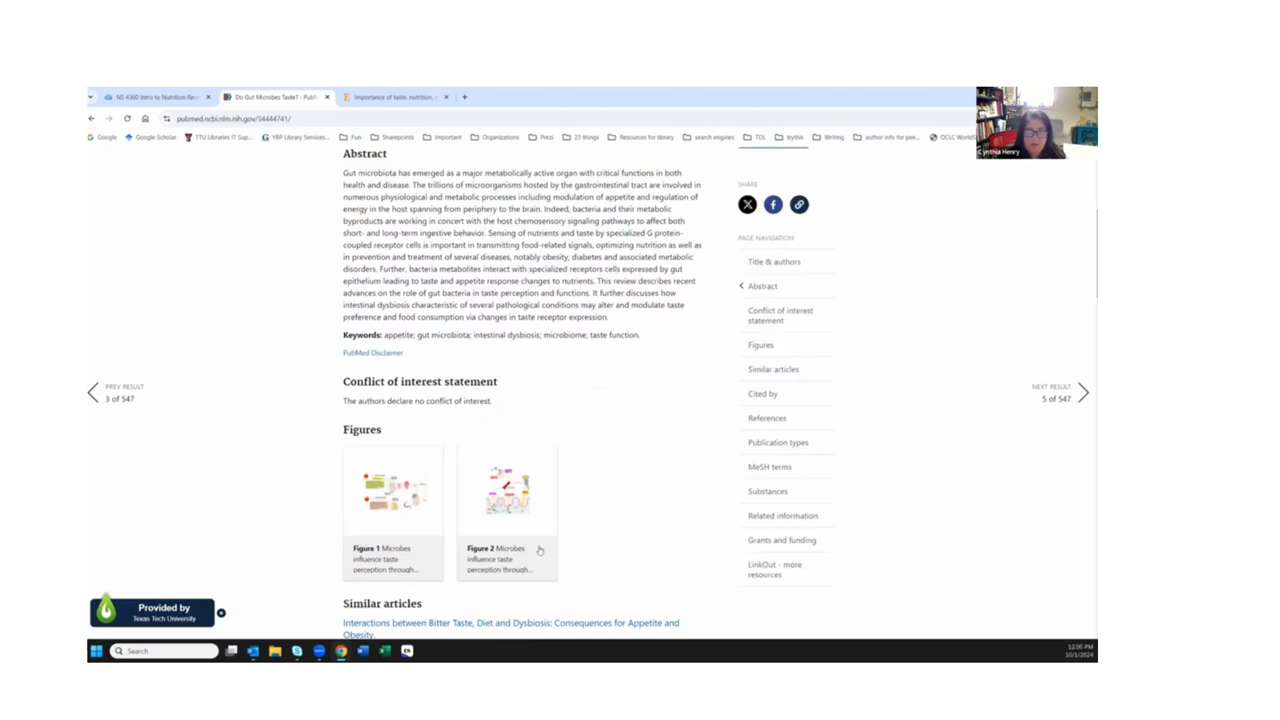 NS 4360 Intro to Nutrition Res
Do Gut Microbes Taste? - PubM
Importance of taste, nutrition,
pubmed.ncbi.nlm.nih.gov/34444741/
Google
Google Scholar
TTU Libraries IT Sup...
YBP Library Services...
Fun
Sharepoints
Important
Organizations
Prezi
23 things
Resources for library
search engines
TDL
trythis
Writing
author info for pee...
OCLC WorldS
Cynthia Henry
Abstract
Gut microbiota has emerged as a major metabolically active organ with critical functions in both
health and disease. The trillions of microorganisms hosted by the gastrointestinal tract are involved in
numerous physiological and metabolic processes including modulation of appetite and regulation of
energy in the host spanning from periphery to the brain. Indeed, bacteria and their metabolic
byproducts are working in concert with the host chemosensory signaling pathways to affect both
short- and long-term ingestive behavior. Sensing of nutrients and taste by specialized G protein-
coupled receptor cells is important in transmitting food-related signals, optimizing nutrition as well as
in prevention and treatment of several diseases, notably obesity, diabetes and associated metabolic
disorders. Further, bacteria metabolites interact with specialized receptors cells expressed by gut
epithelium leading to taste and appetite response changes to nutrients. This review describes recent
advances on the role of gut bacteria in taste perception and functions. It further discusses how
intestinal dysbiosis characteristic of several pathological conditions may alter and modulate taste
preference and food consumption via changes in taste receptor expression.
Keywords: appetite; gut microbiota; intestinal dysbiosis; microbiome; taste function.
PubMed Disclaimer
Conflict of interest statement
The authors declare no conflict of interest.
Figures
Figure 1 Microbes
influence taste
perception through...
Figure 2 Microbes
influence taste
perception through...
Similar articles
Interactions between Bitter Taste, Diet and Dysbiosis: Consequences for Appetite and
Obesity.
PREV RESULT
3 of 547
NEXT RESULT
5 of 547
SHARE
PAGE NAVIGATION
Title & authors
Abstract
Conflict of interest
statement
Figures
Similar articles
Cited by
References
Publication types
MeSH terms
Substances
Related information
Grants and funding
LinkOut - more
resources
Provided by
Texas Tech University
Search
12:00 PM
10/1/2024